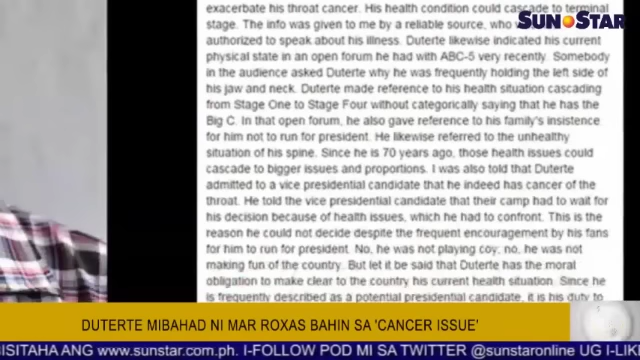 exacerbate his throat cancer. His health condition could cascade to terminal
stage. The info was given to me by a reliable source, who
SUN STAR
authorized to speak about his illness. Duterte likewise indicated his current
physical state in an open forum he had with ABC-5 very recently. Somebody
in the audience asked Duterte why he was frequently holding the left side of
his jaw and neck. Duterte made reference to his health situation cascading
from Stage One to Stage Four without categorically saying that he has the
Big C. In that open forum, he also gave reference to his family's insistence
for him not to run for president. He likewise referred to the unhealthy
situation of his spine. Since he is 70 years ago, those health issues could
cascade to bigger issues and proportions. I was also told that Duterte
admitted to a vice presidential candidate that he indeed has cancer of the
throat. He told the vice presidential candidate that their camp had to wait for
his decision because of health issues, which he had to confront. This is the
reason he could not decide despite the frequent encouragement by his fans
for him to run for president. No, he was not playing coy, no, he was not
making fun of the country. But let it be said that Duterte has the moral
obligation to make clear to the country his current health situation. Since he
is frequently described as a potential presidential candidate, it is his duty to
DUTERTE MIBAHAD NI MAR ROXAS BAHIN SA 'CANCER ISSUE'
BISITAHA ANG www.sunstar.com.ph. I-FOLLOW POD MI SA TWITTER @sunstaronline UG I-LIKE